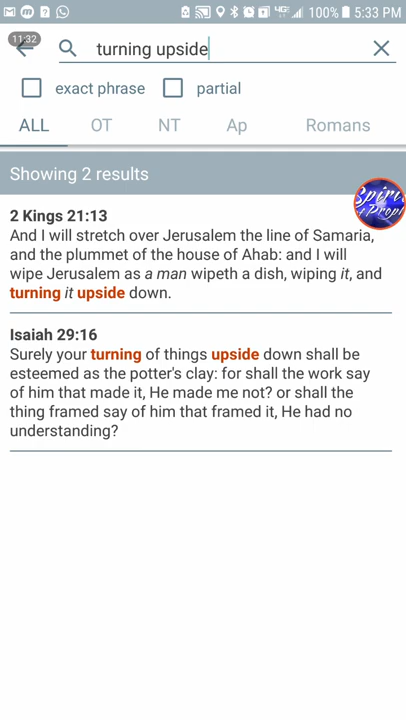 100% 5:33 PM
11:32
turning upside
exact phrase partial
ALL OT NT Ap Romans
Showing 2 results
2 Kings 21:13
And I will stretch over Jerusalem the line of Samaria,
and the plummet of the house of Ahab: and I will
wipe Jerusalem as a man wipeth a dish, wiping it, and
turning it upside down.
Isaiah 29:16
Surely your turning of things upside down shall be
esteemed as the potter's clay: for shall the work say
of him that made it, He made me not? or shall the
thing framed say of him that framed it, He had no
understanding?